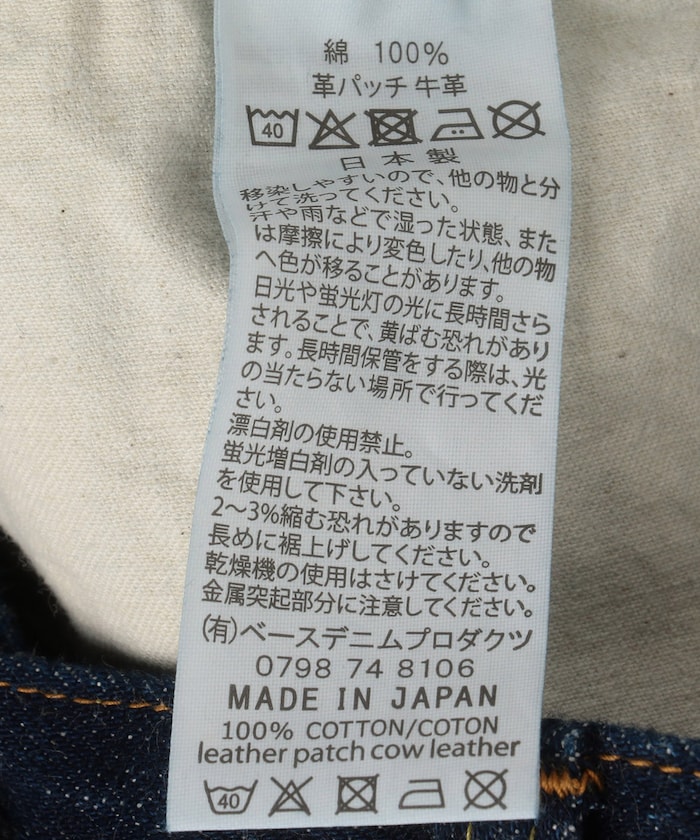 綿 100%
革パッチ 牛革
40
日本製
移染しやすいので、他の物と分
けて洗ってください。
汗や雨などで湿った状態、また
は摩擦により変色したり、他の物
へ色が移ることがあります。
日光や蛍光灯の光に長時間さら
されることで、黄ばむ恐れがあり
ます。長時間保管をする際は、光
の当たらない場所で行ってくだ
さい。
漂白剤の使用禁止。
蛍光増白剤の入っていない洗剤
を使用して下さい。
2〜3%縮む恐れがありますので
長めに裾上げしてください。
乾燥機の使用はさけてください。
金属突起部分に注意してください。
(有)ベースデニムプロダクツ
0798 74 8106
MADE IN JAPAN
100% COTTON/COTON
leather patch cow leather
40